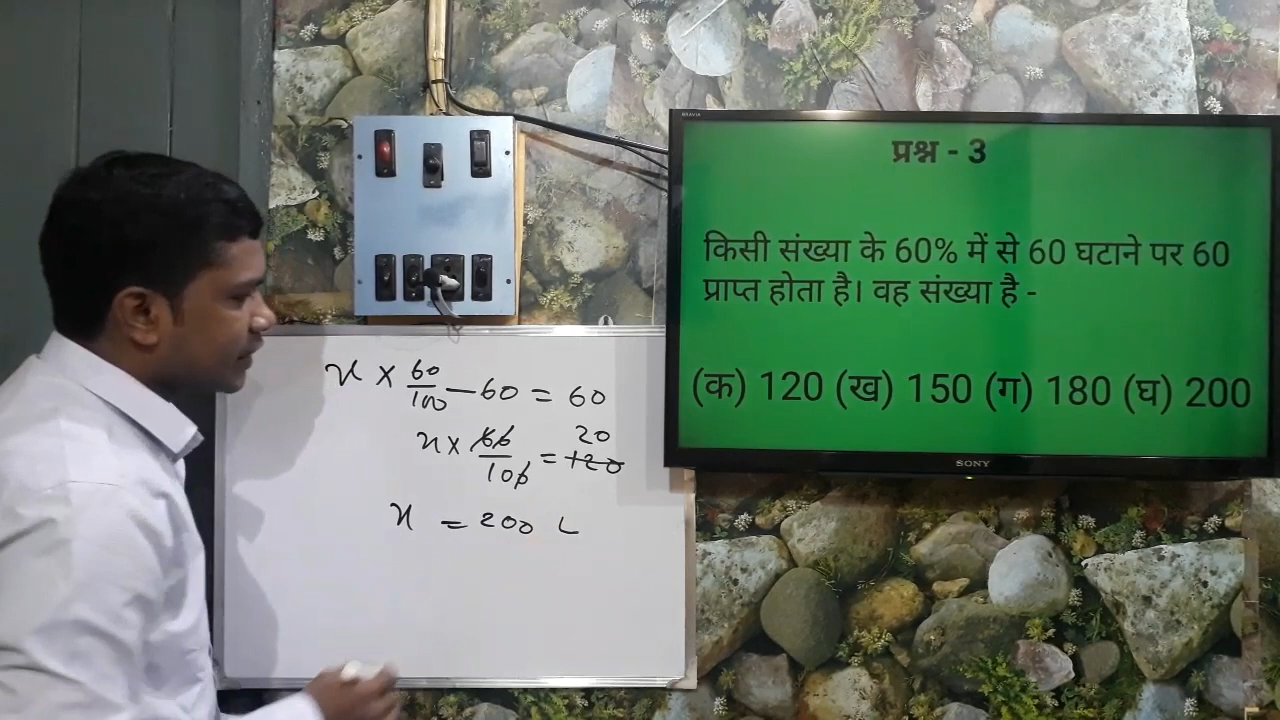 प्रश्न - 3
किसी संख्या के 60% में से 60 घटाने पर 60
प्राप्त होता है। वह संख्या है -
(क) 120 (ख) 150 (ग) 180 (घ) 200
SONY
BRAVIA
x × 60/100 — 60 = 60
20
x × 60/100 = 120
x = 200 L